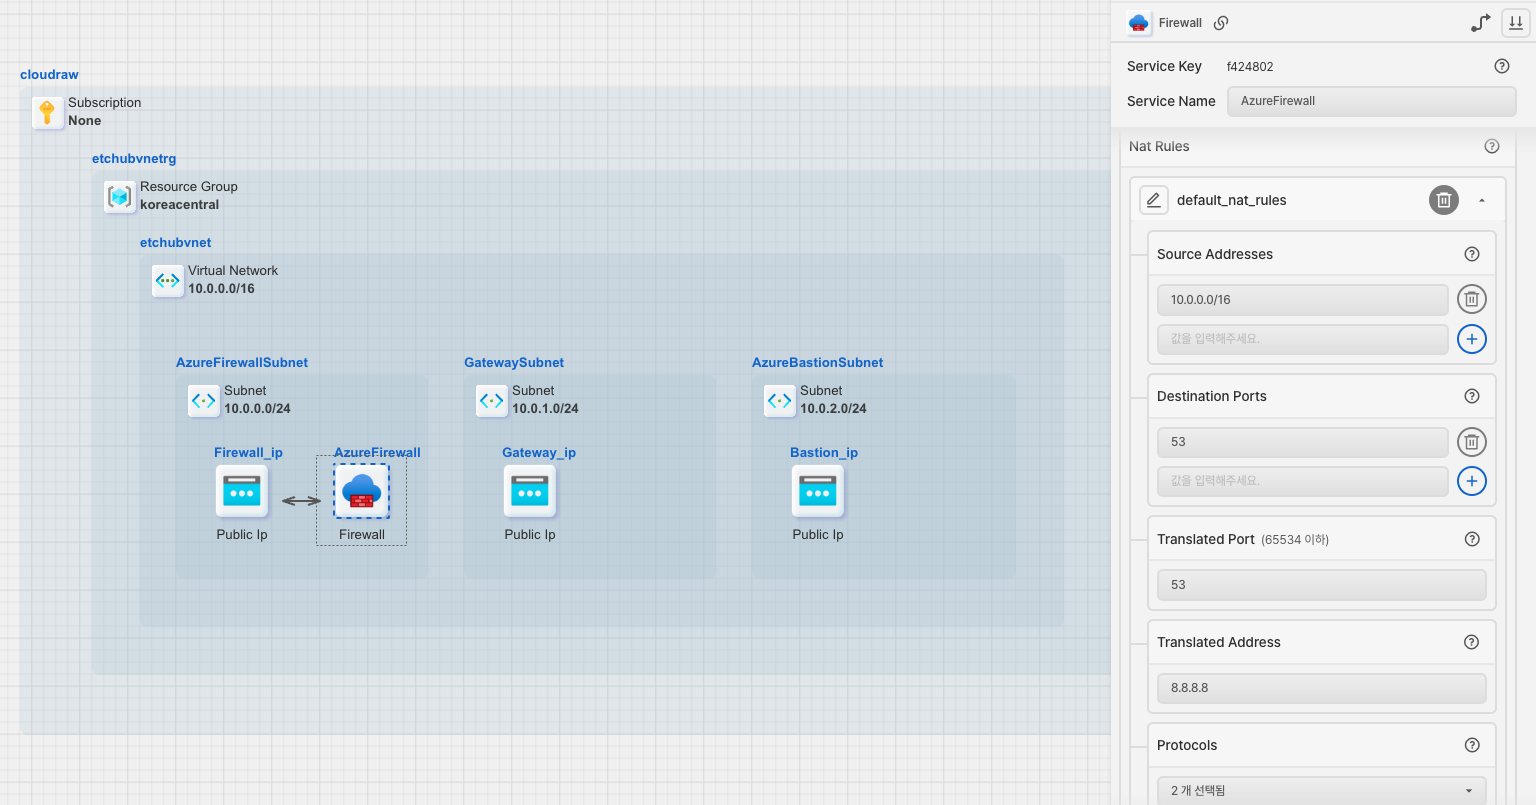 cloudraw
Subscription
None
etchubvnetrg
Resource Group
koreacentral
etchubvnet
Virtual Network
10.0.0.0/16
AzureFirewallSubnet
Subnet
10.0.0.0/24
Firewall_ip
Public Ip
AzureFirewall
Firewall
GatewaySubnet
Subnet
10.0.1.0/24
Gateway_ip
Public Ip
AzureBastionSubnet
Subnet
10.0.2.0/24
Bastion_ip
Public Ip
Firewall
Service Key f424802
Service Name AzureFirewall
Nat Rules
default_nat_rules
Source Addresses
10.0.0.0/16
값을 입력해주세요.
Destination Ports
53
값을 입력해주세요.
Translated Port (65534 이하)
53
Translated Address
8.8.8.8
Protocols
2 개 선택됨